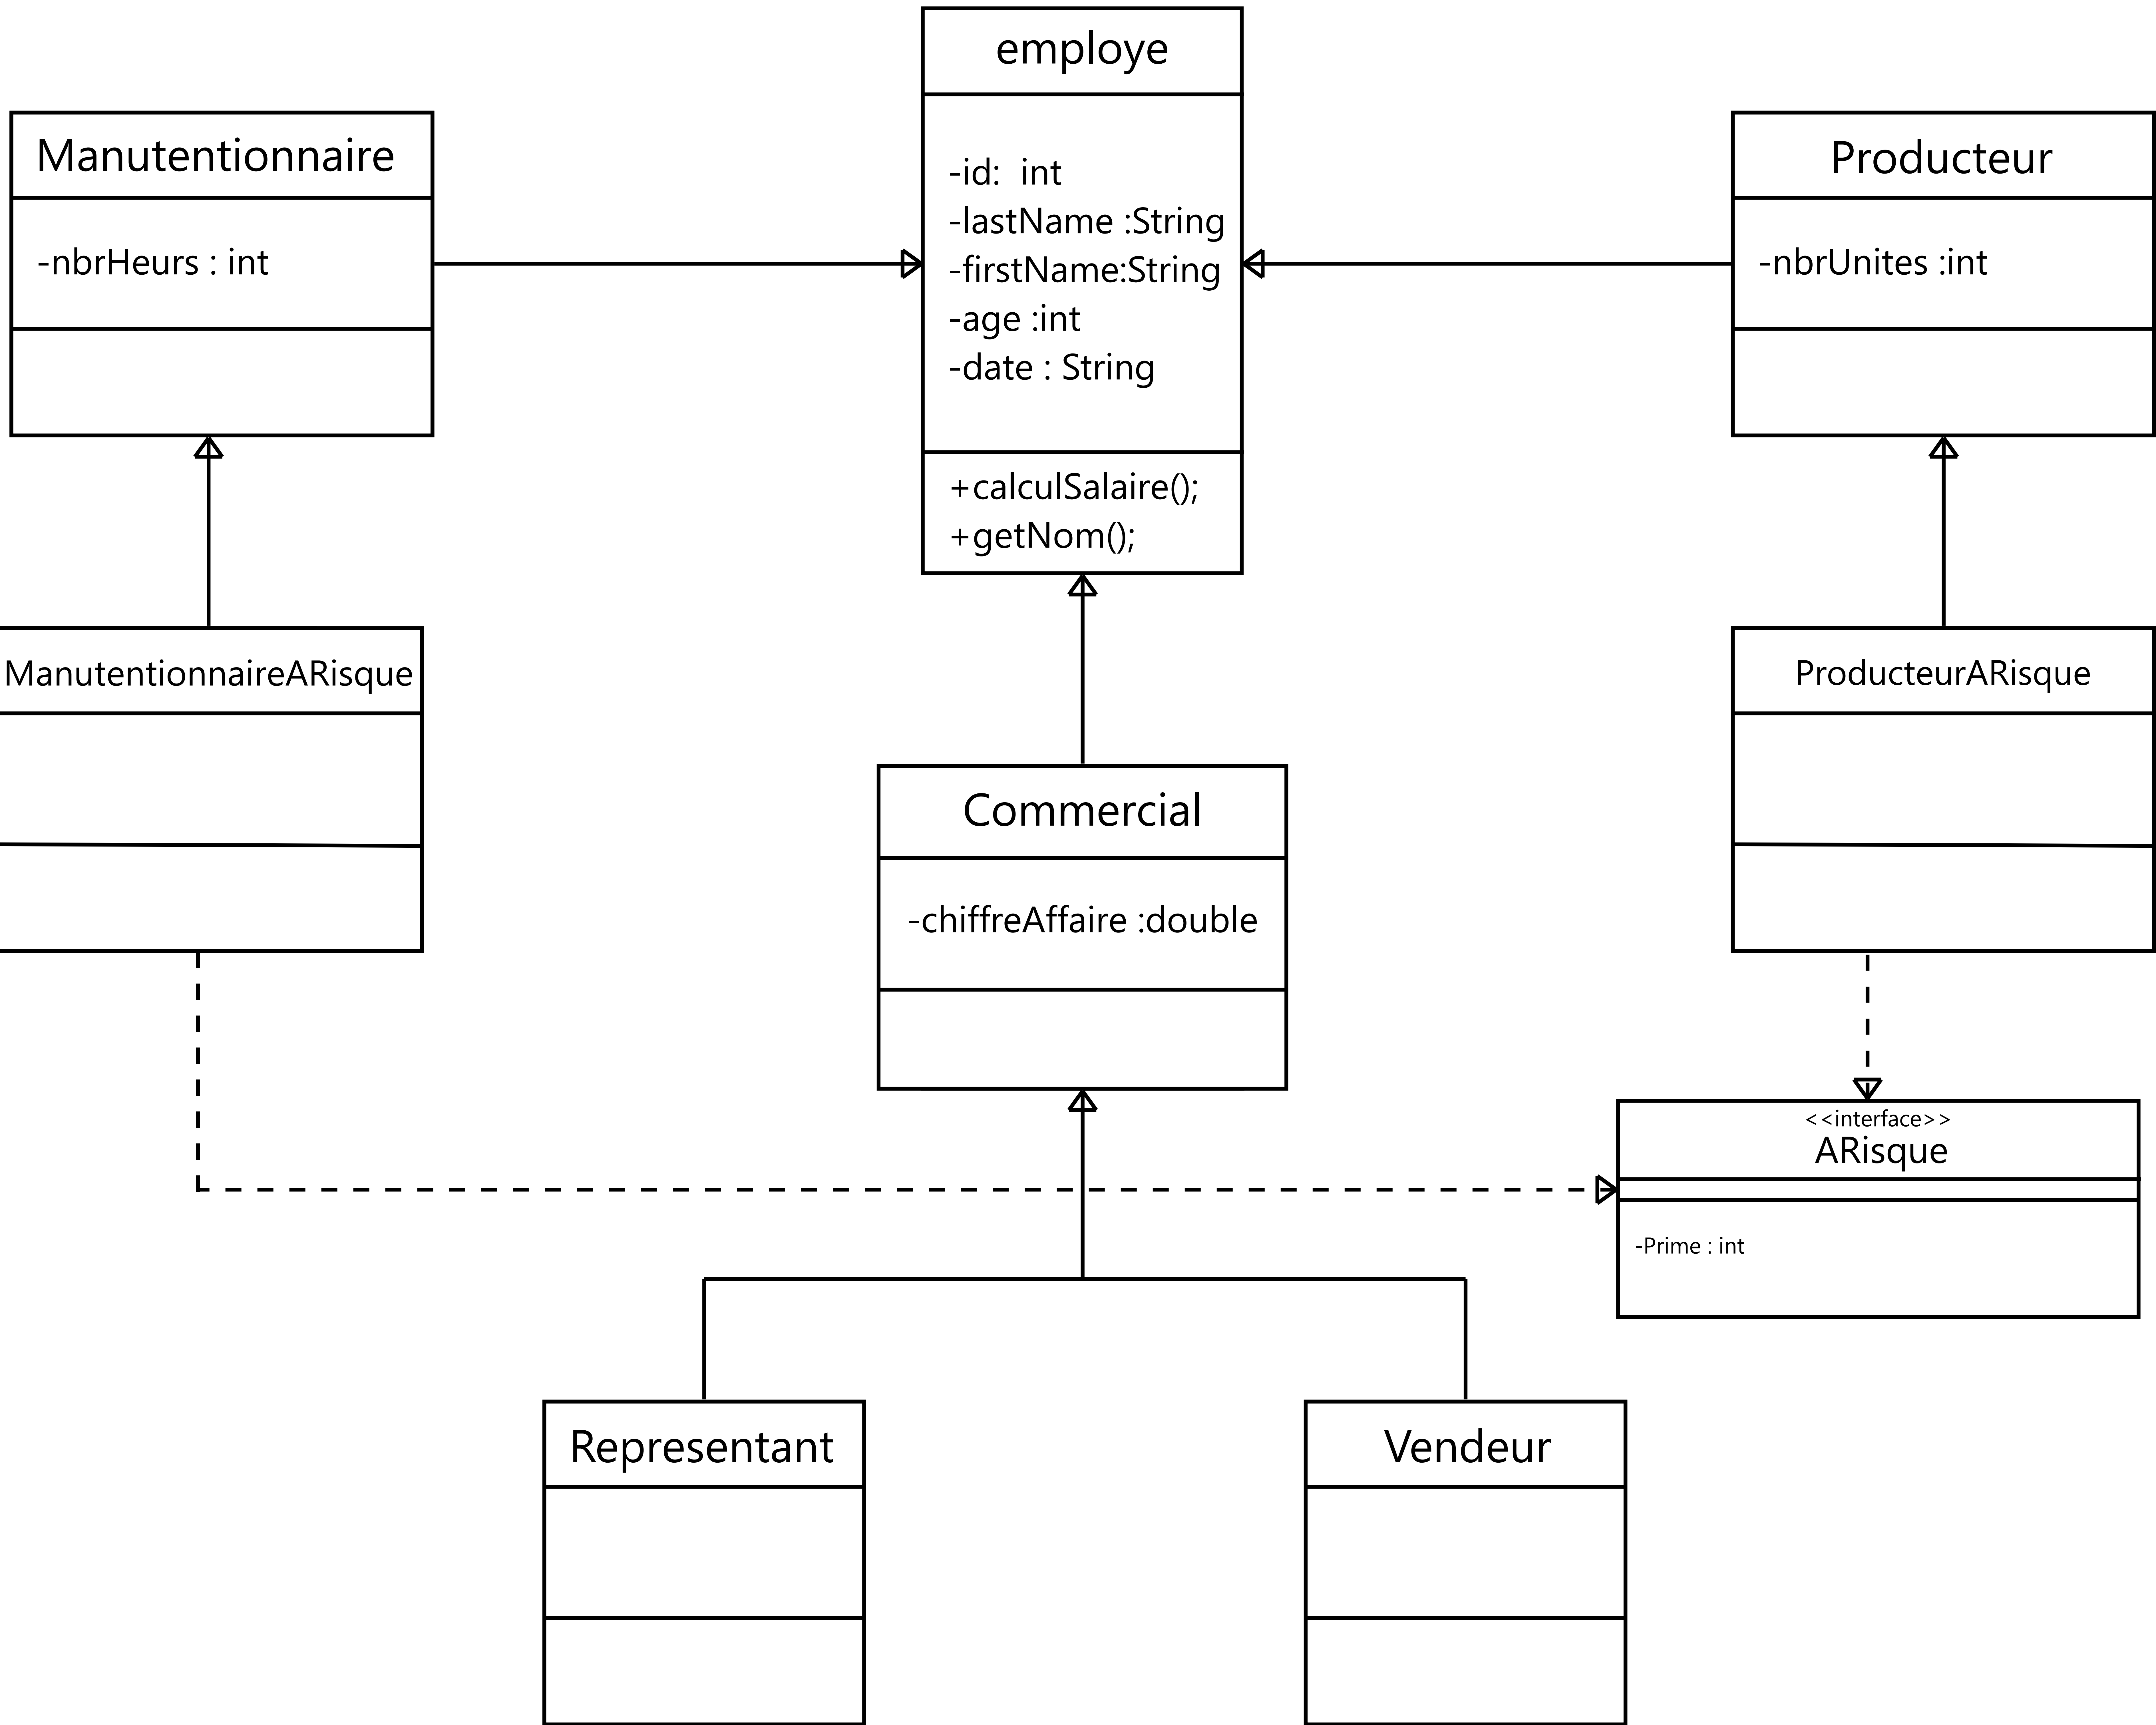 employe
-id:  int
-lastName :String
-firstName:String
-age :int
-date : String
+calculSalaire();
+getNom();
Manutentionnaire
-nbrHeurs : int
Producteur
-nbrUnites :int
ManutentionnaireARisque
ProducteurARisque
Commercial
-chiffreAffaire :double
<<interface>>
ARisque
-Prime : int
Representant
Vendeur